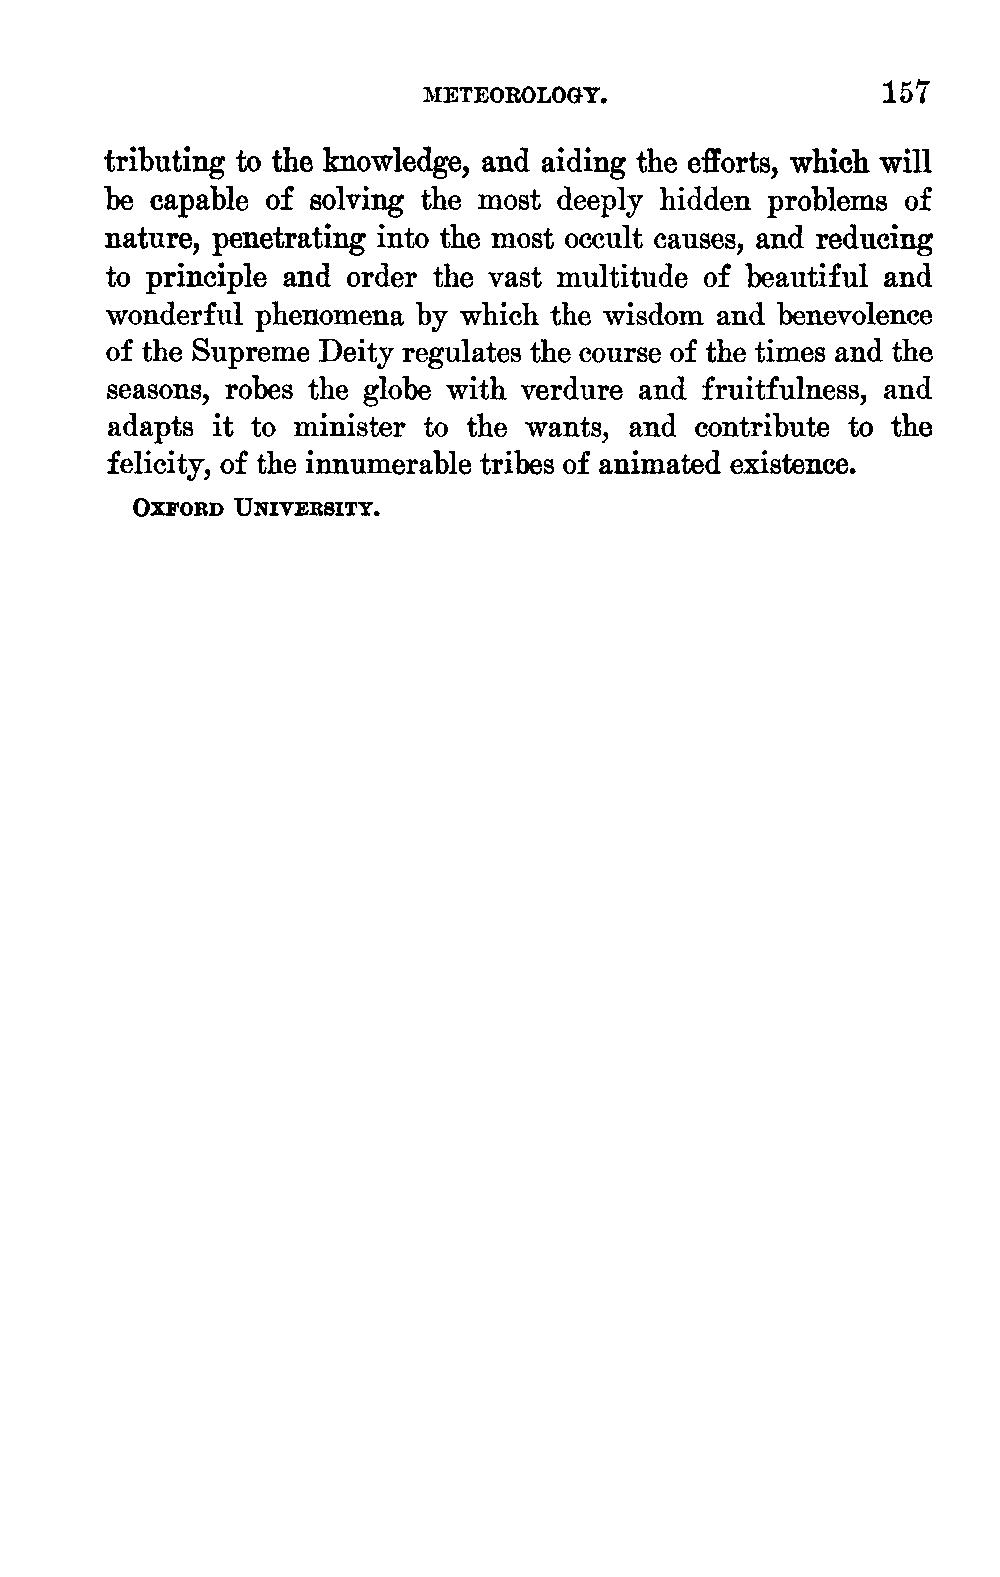 METEOROLOGY. 157
tributing to the knowledge, and aiding the efforts, which will
be capable of solving the most deeply hidden problems of
nature, penetrating into the most occult causes, and reducing
to principle and order the vast multitude of beautiful and
wonderful phenomena by which the wisdom and benevolence
of the Supreme Deity regulates the course of the times and the
seasons, robes the globe with verdure and fruitfulness, and
adapts it to minister to the wants, and contribute to the
felicity, of the innumerable tribes of animated existence.
OXFORD UNIVERSITY.